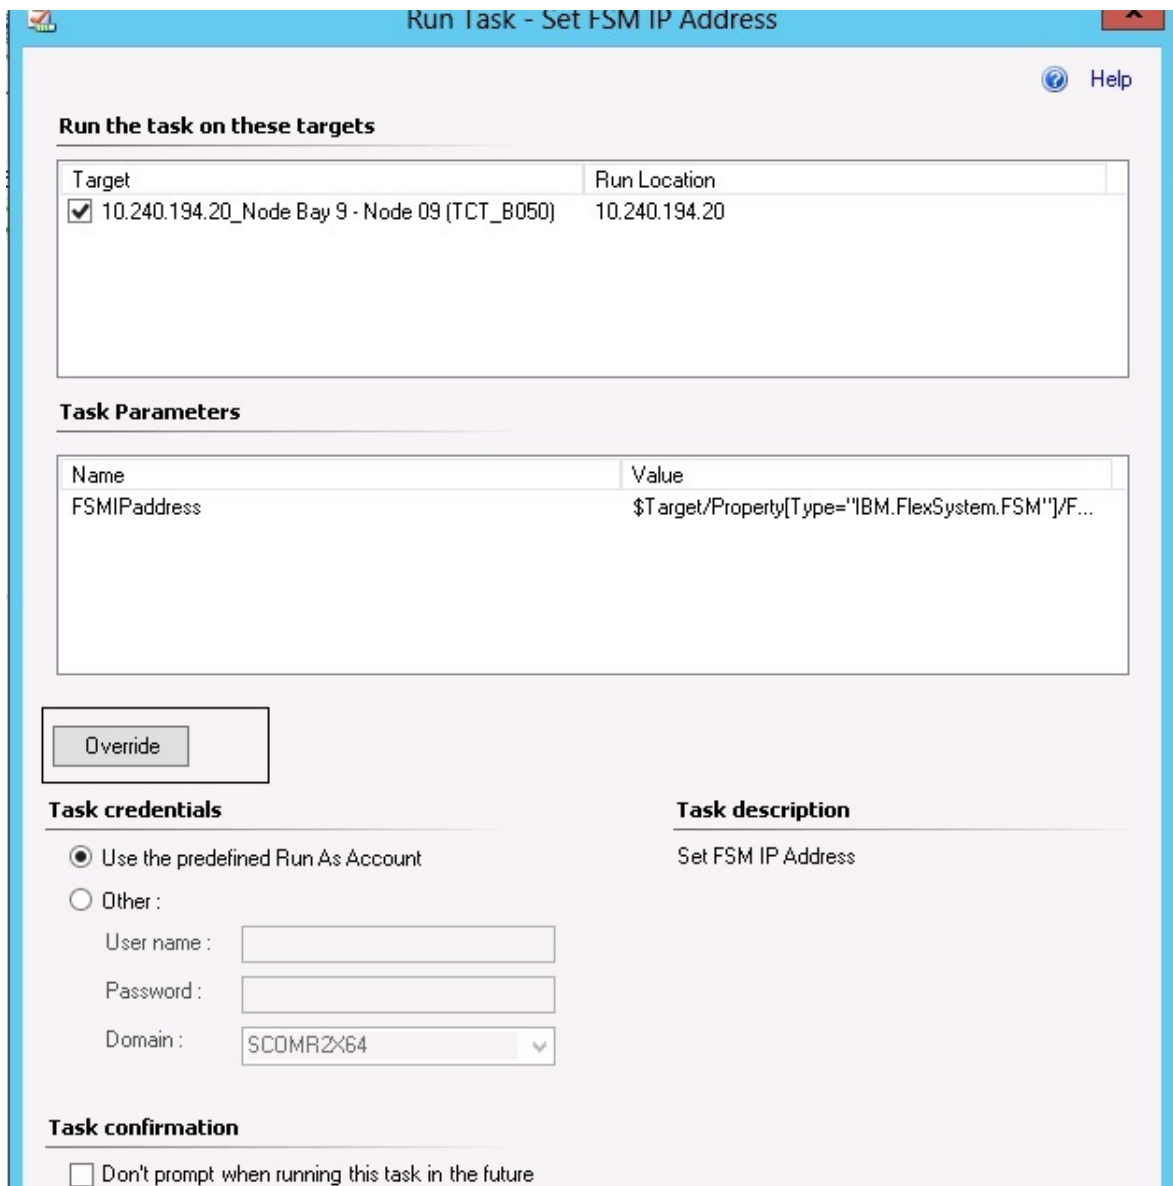 Run Task - Set FSM IP Address
Help
Run the task on these targets
Target Run Location
10.240.194.20_Node Bay 9 - Node 09 (TCT_B050) 10.240.194.20
Task Parameters
Name Value
FSMIPaddress $Target/Property[Type="IBM.FlexSystem.FSM"]/F...
Override
Task credentials Task description
Use the predefined Run As Account Set FSM IP Address
Other :
User name :
Password :
Domain : SCOMR2X64
Task confirmation
Don't prompt when running this task in the future